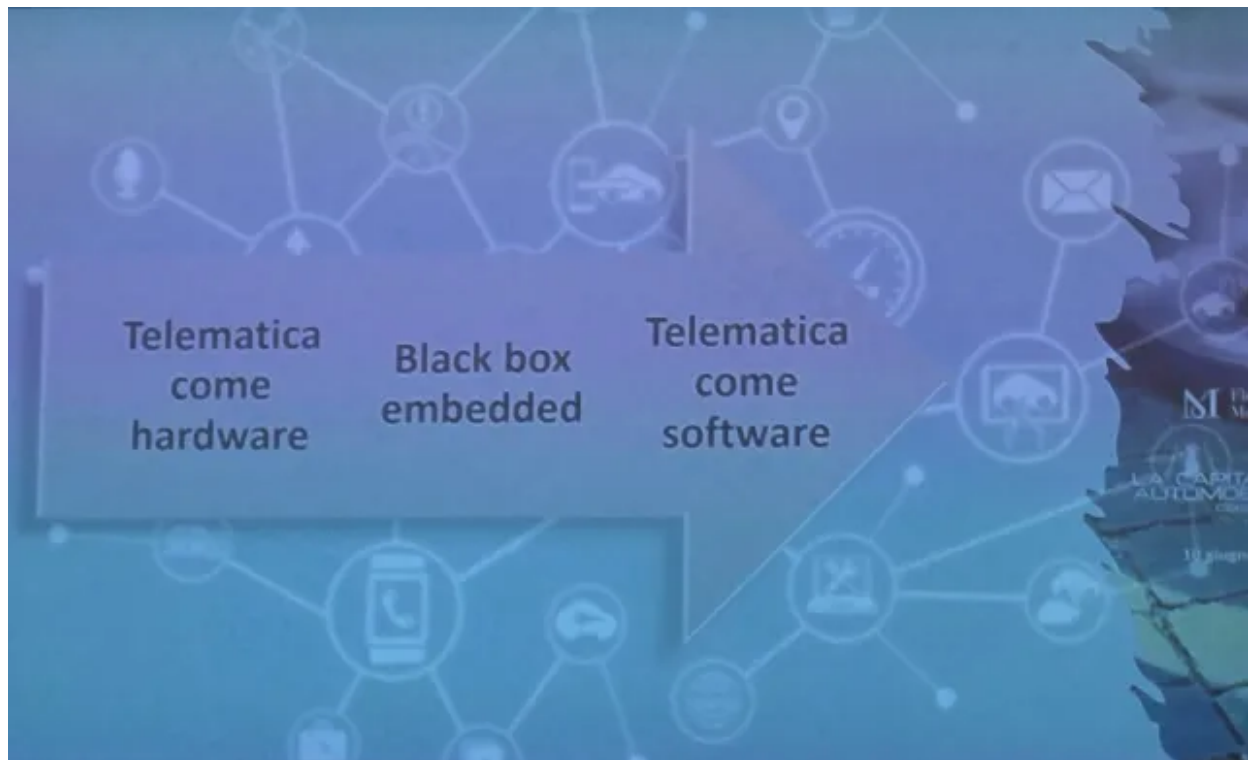 Telematica
come
hardware
Black box
embedded
Telematica
come
software